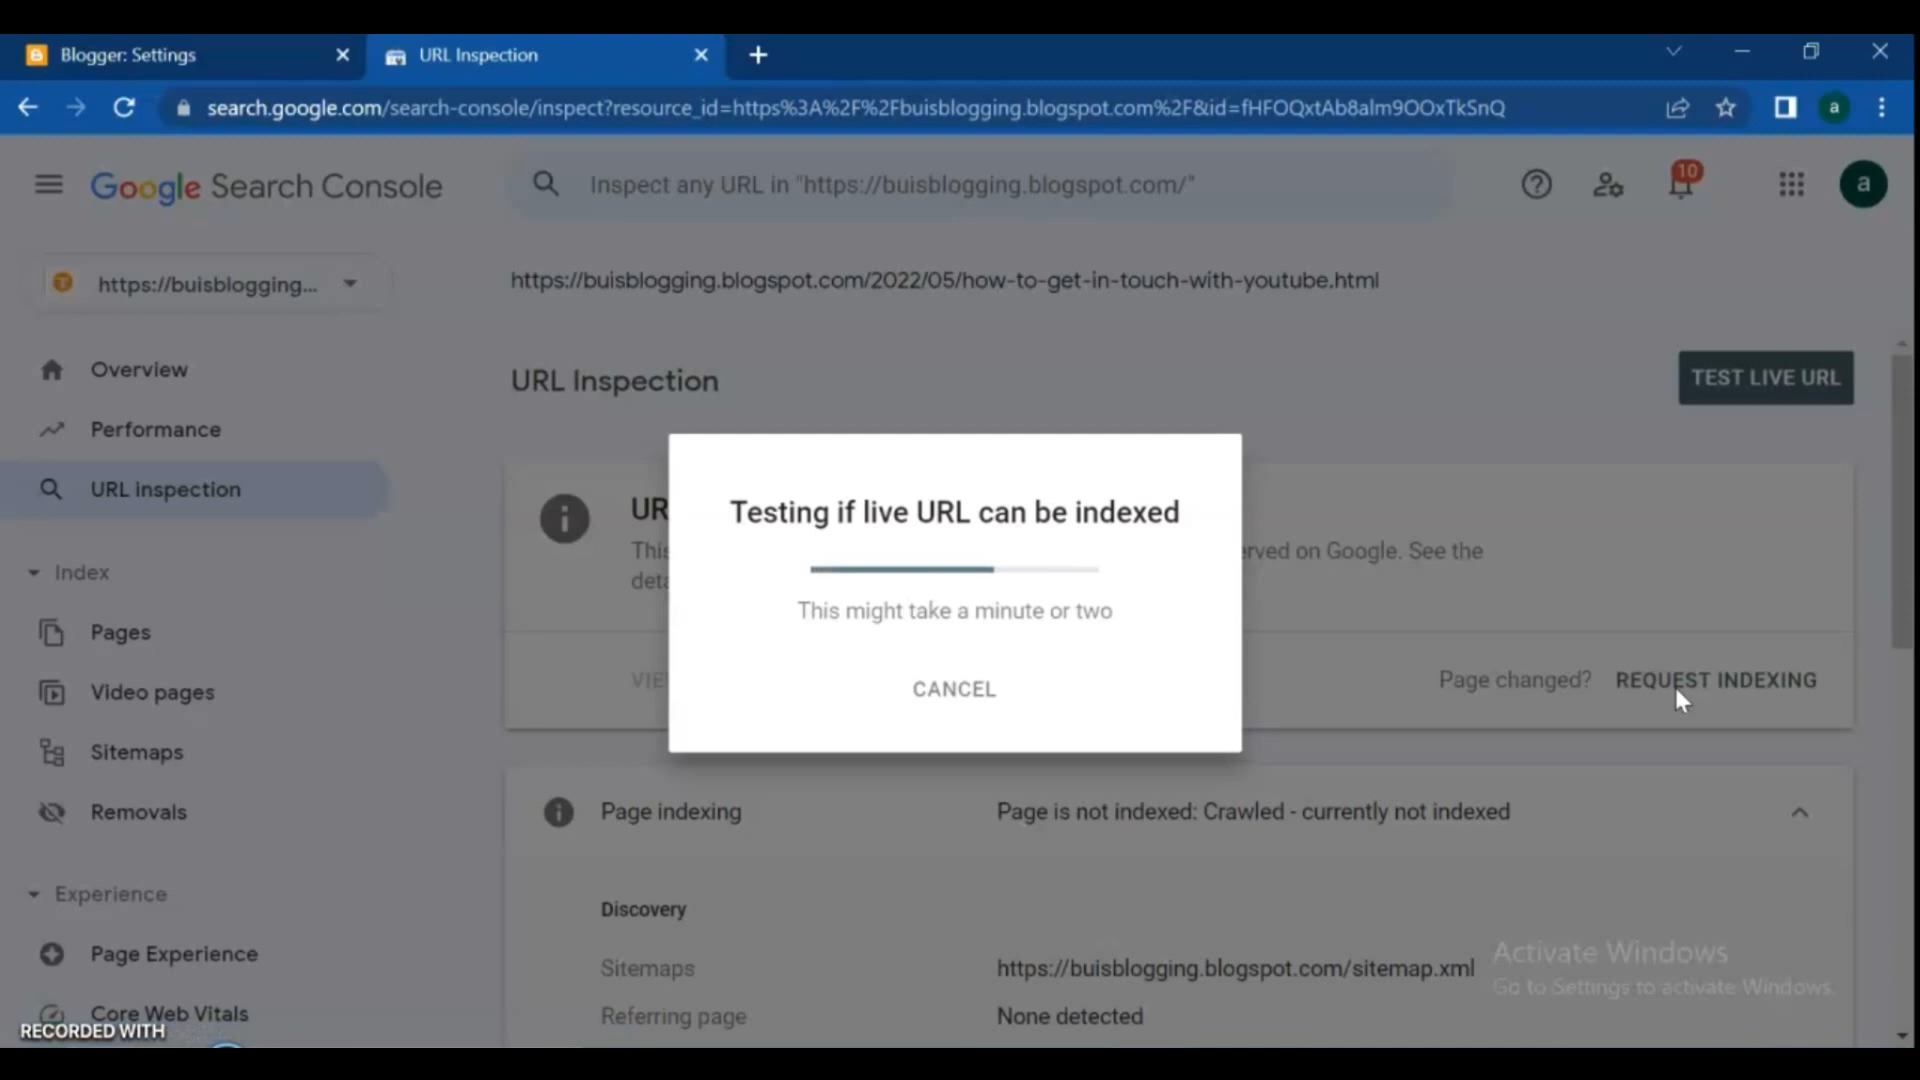 Blogger: Settings
URL Inspection
search.google.com/search-console/inspect?resource_id=https%3A%2F%2Fbuisblogging.blogspot.com%2F&id=fHFOQxtAb8alm9OOxTkSnQ
a
Google Search Console
Inspect any URL in "https://buisblogging.blogspot.com/"
10
a
https://buisblogging...
https://buisblogging.blogspot.com/2022/05/how-to-get-in-touch-with-youtube.html
Overview
URL Inspection
TEST LIVE URL
Performance
URL inspection
UR
Testing if live URL can be indexed
This
erved on Google. See the
deta
Index
This might take a minute or two
Pages
VIE
CANCEL
Page changed? REQUEST INDEXING
Video pages
Sitemaps
Removals
Page indexing
Page is not indexed: Crawled - currently not indexed
Experience
Discovery
Page Experience
Sitemaps
https://buisblogging.blogspot.com/sitemap.xml
Activate Windows
Go to Settings to activate Windows.
Core Web Vitals
Referring page
None detected
RECORDED WITH